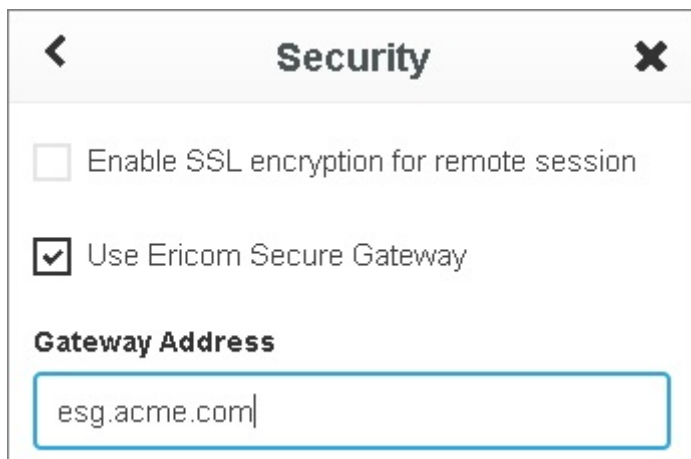 Security
Enable SSL encryption for remote session
Use Ericom Secure Gateway
Gateway Address
esg.acme.com